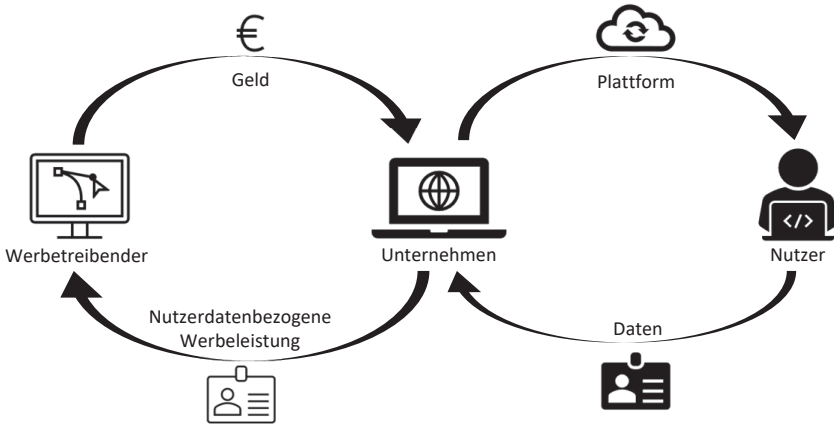 €
Geld
Plattform
</>
Werbetreibender
Unternehmen
Nutzer
Nutzerdatenbezogene
Werbeleistung
Daten